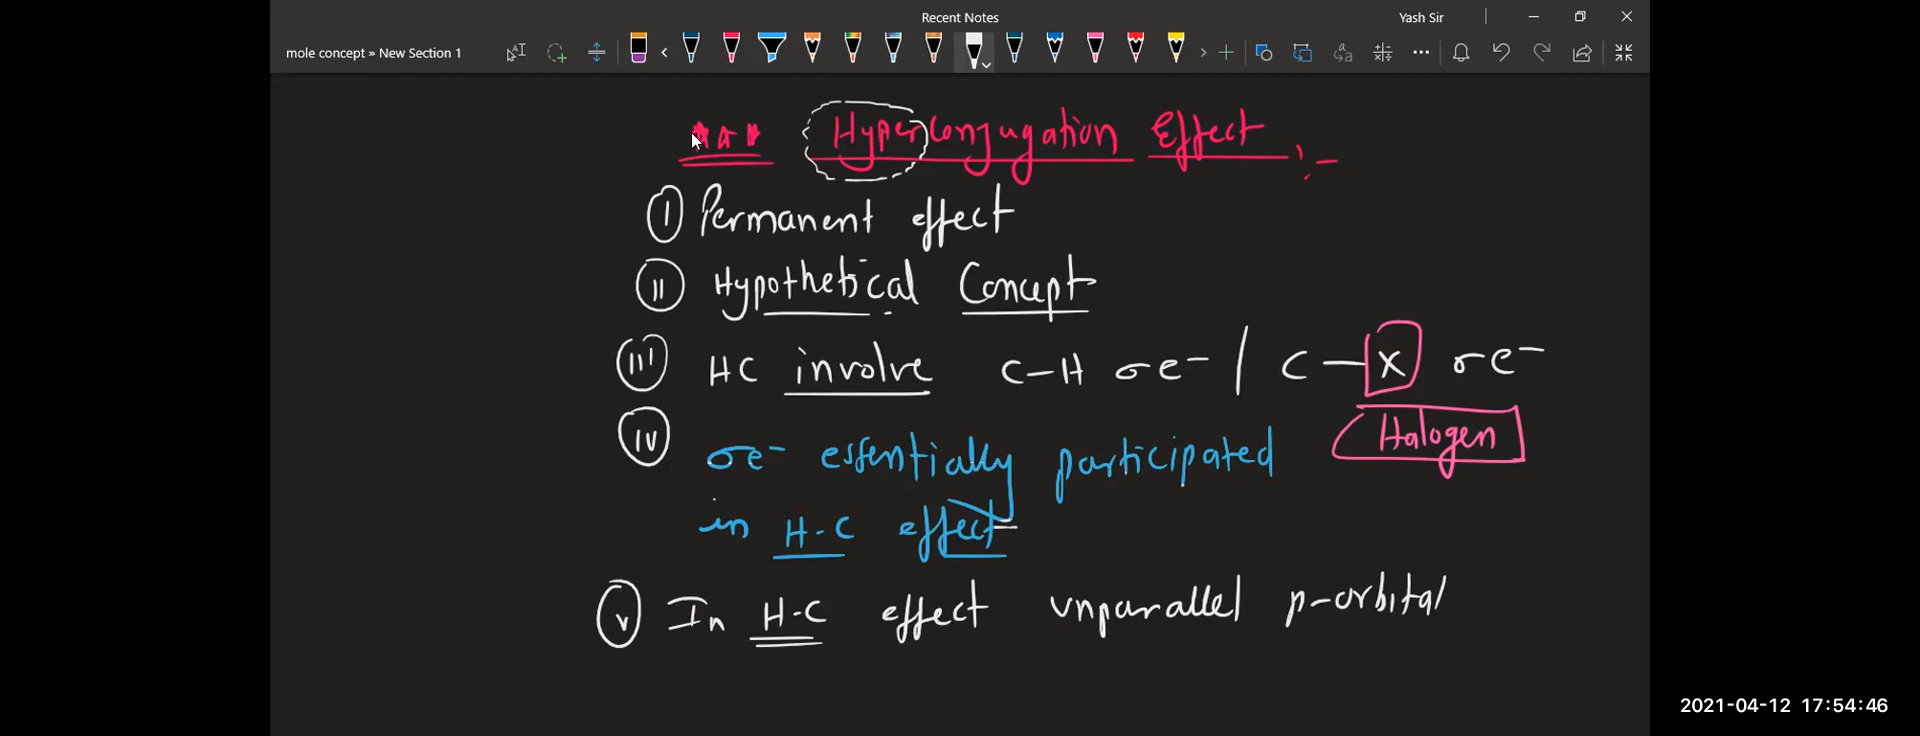 Recent Notes
Yash Sir
mole concept » New Section 1
*** Hyperconjugation Effect :-
(I) Permanent effect
(II) Hypothetical Concept
(III) HC involve C-H σe⁻ / C-X σe⁻
Halogen
(IV) σe⁻ essentially participated
in H-C effect
(V) In H-C effect unparallel p-orbital
2021-04-12 17:54:46